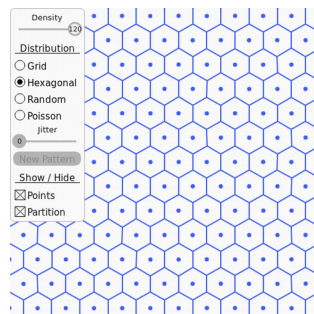 Density
120
Distribution
Grid
Hexagonal
Random
Poisson
Jitter
0
New Pattern
Show / Hide
Points
Partition